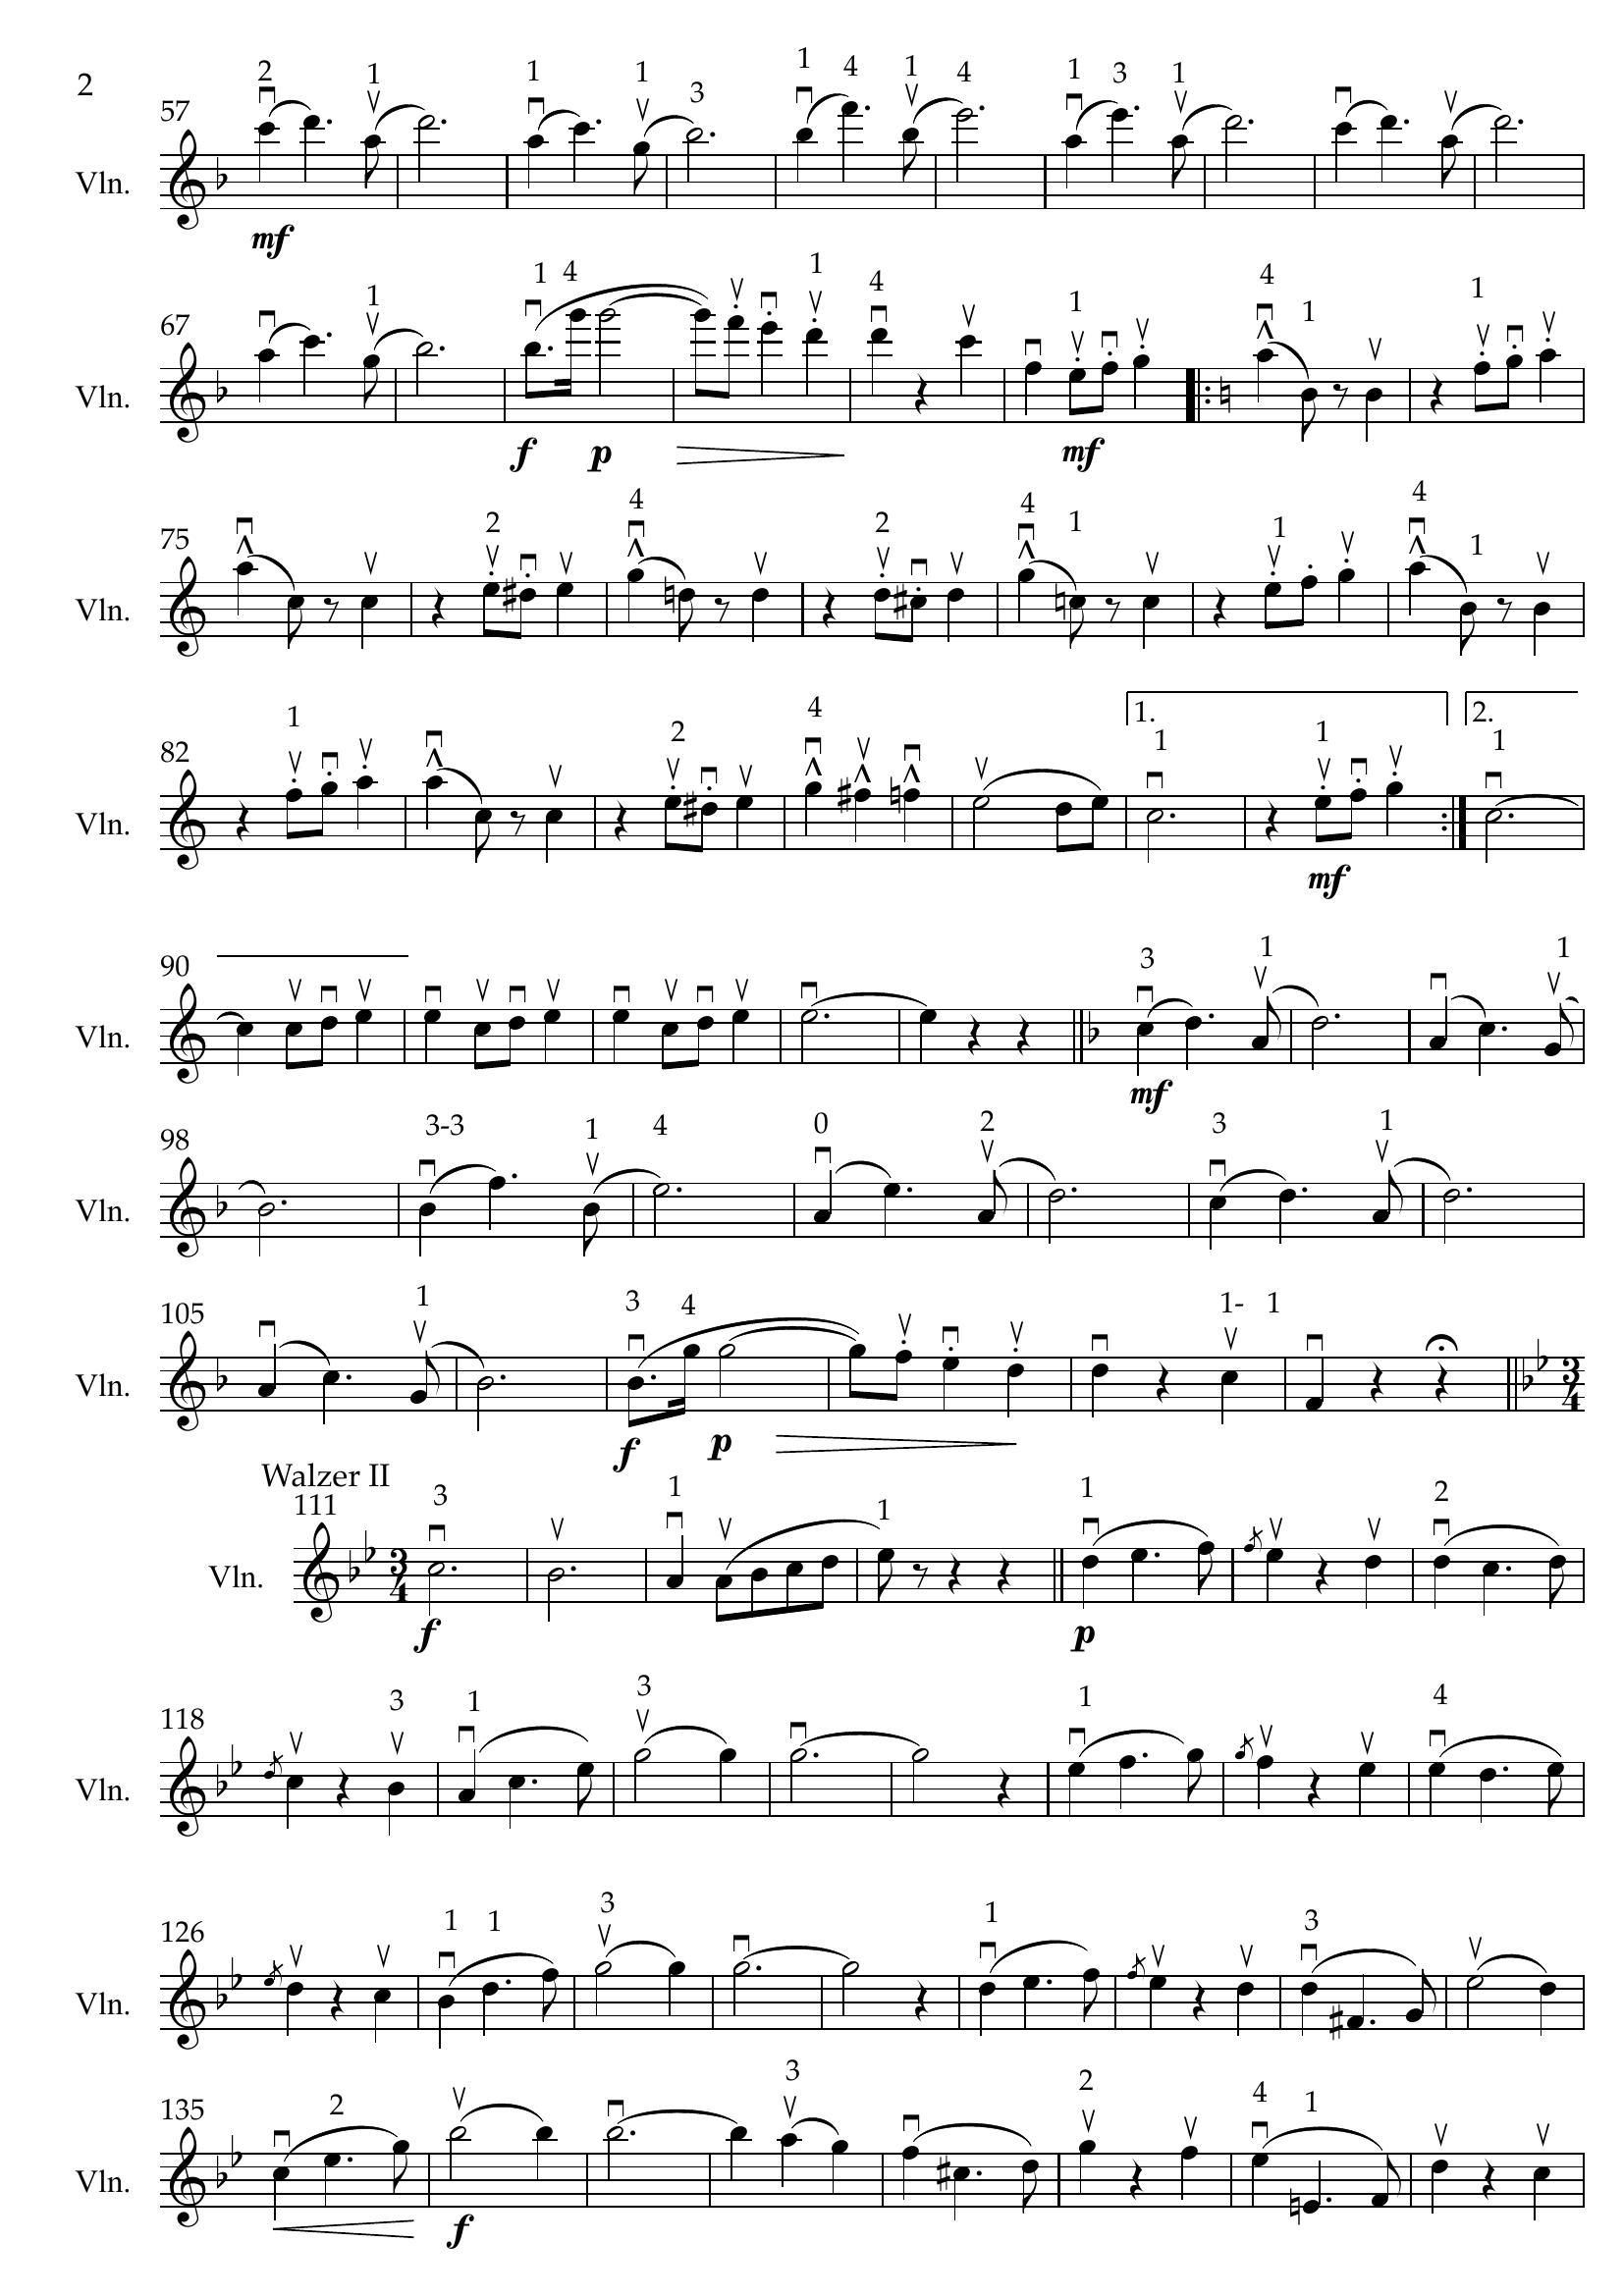 2
2 1 1 1 3 1 4 1 4 1 3 1
57
Vln.
mf
1 4 1 4 1 4 1 1
1
67
Vln.
f p mf
4 2 4 1 1 4 1
2 4
75
Vln.
1 2 4 1. 1 1 2. 1
82
Vln.
mf
3 1 1
90
Vln.
mf
3-3 1 4 0 2 3 1
98
Vln.
1 3 4 1- 1
105
Vln.
f p
3 4
Walzer II
111
3 1 1 1 2
Vln.
f p
3 1 3 1 4
118
Vln.
1 1 3 1 3
126
Vln.
2 3 2 4 1
135
Vln.
f